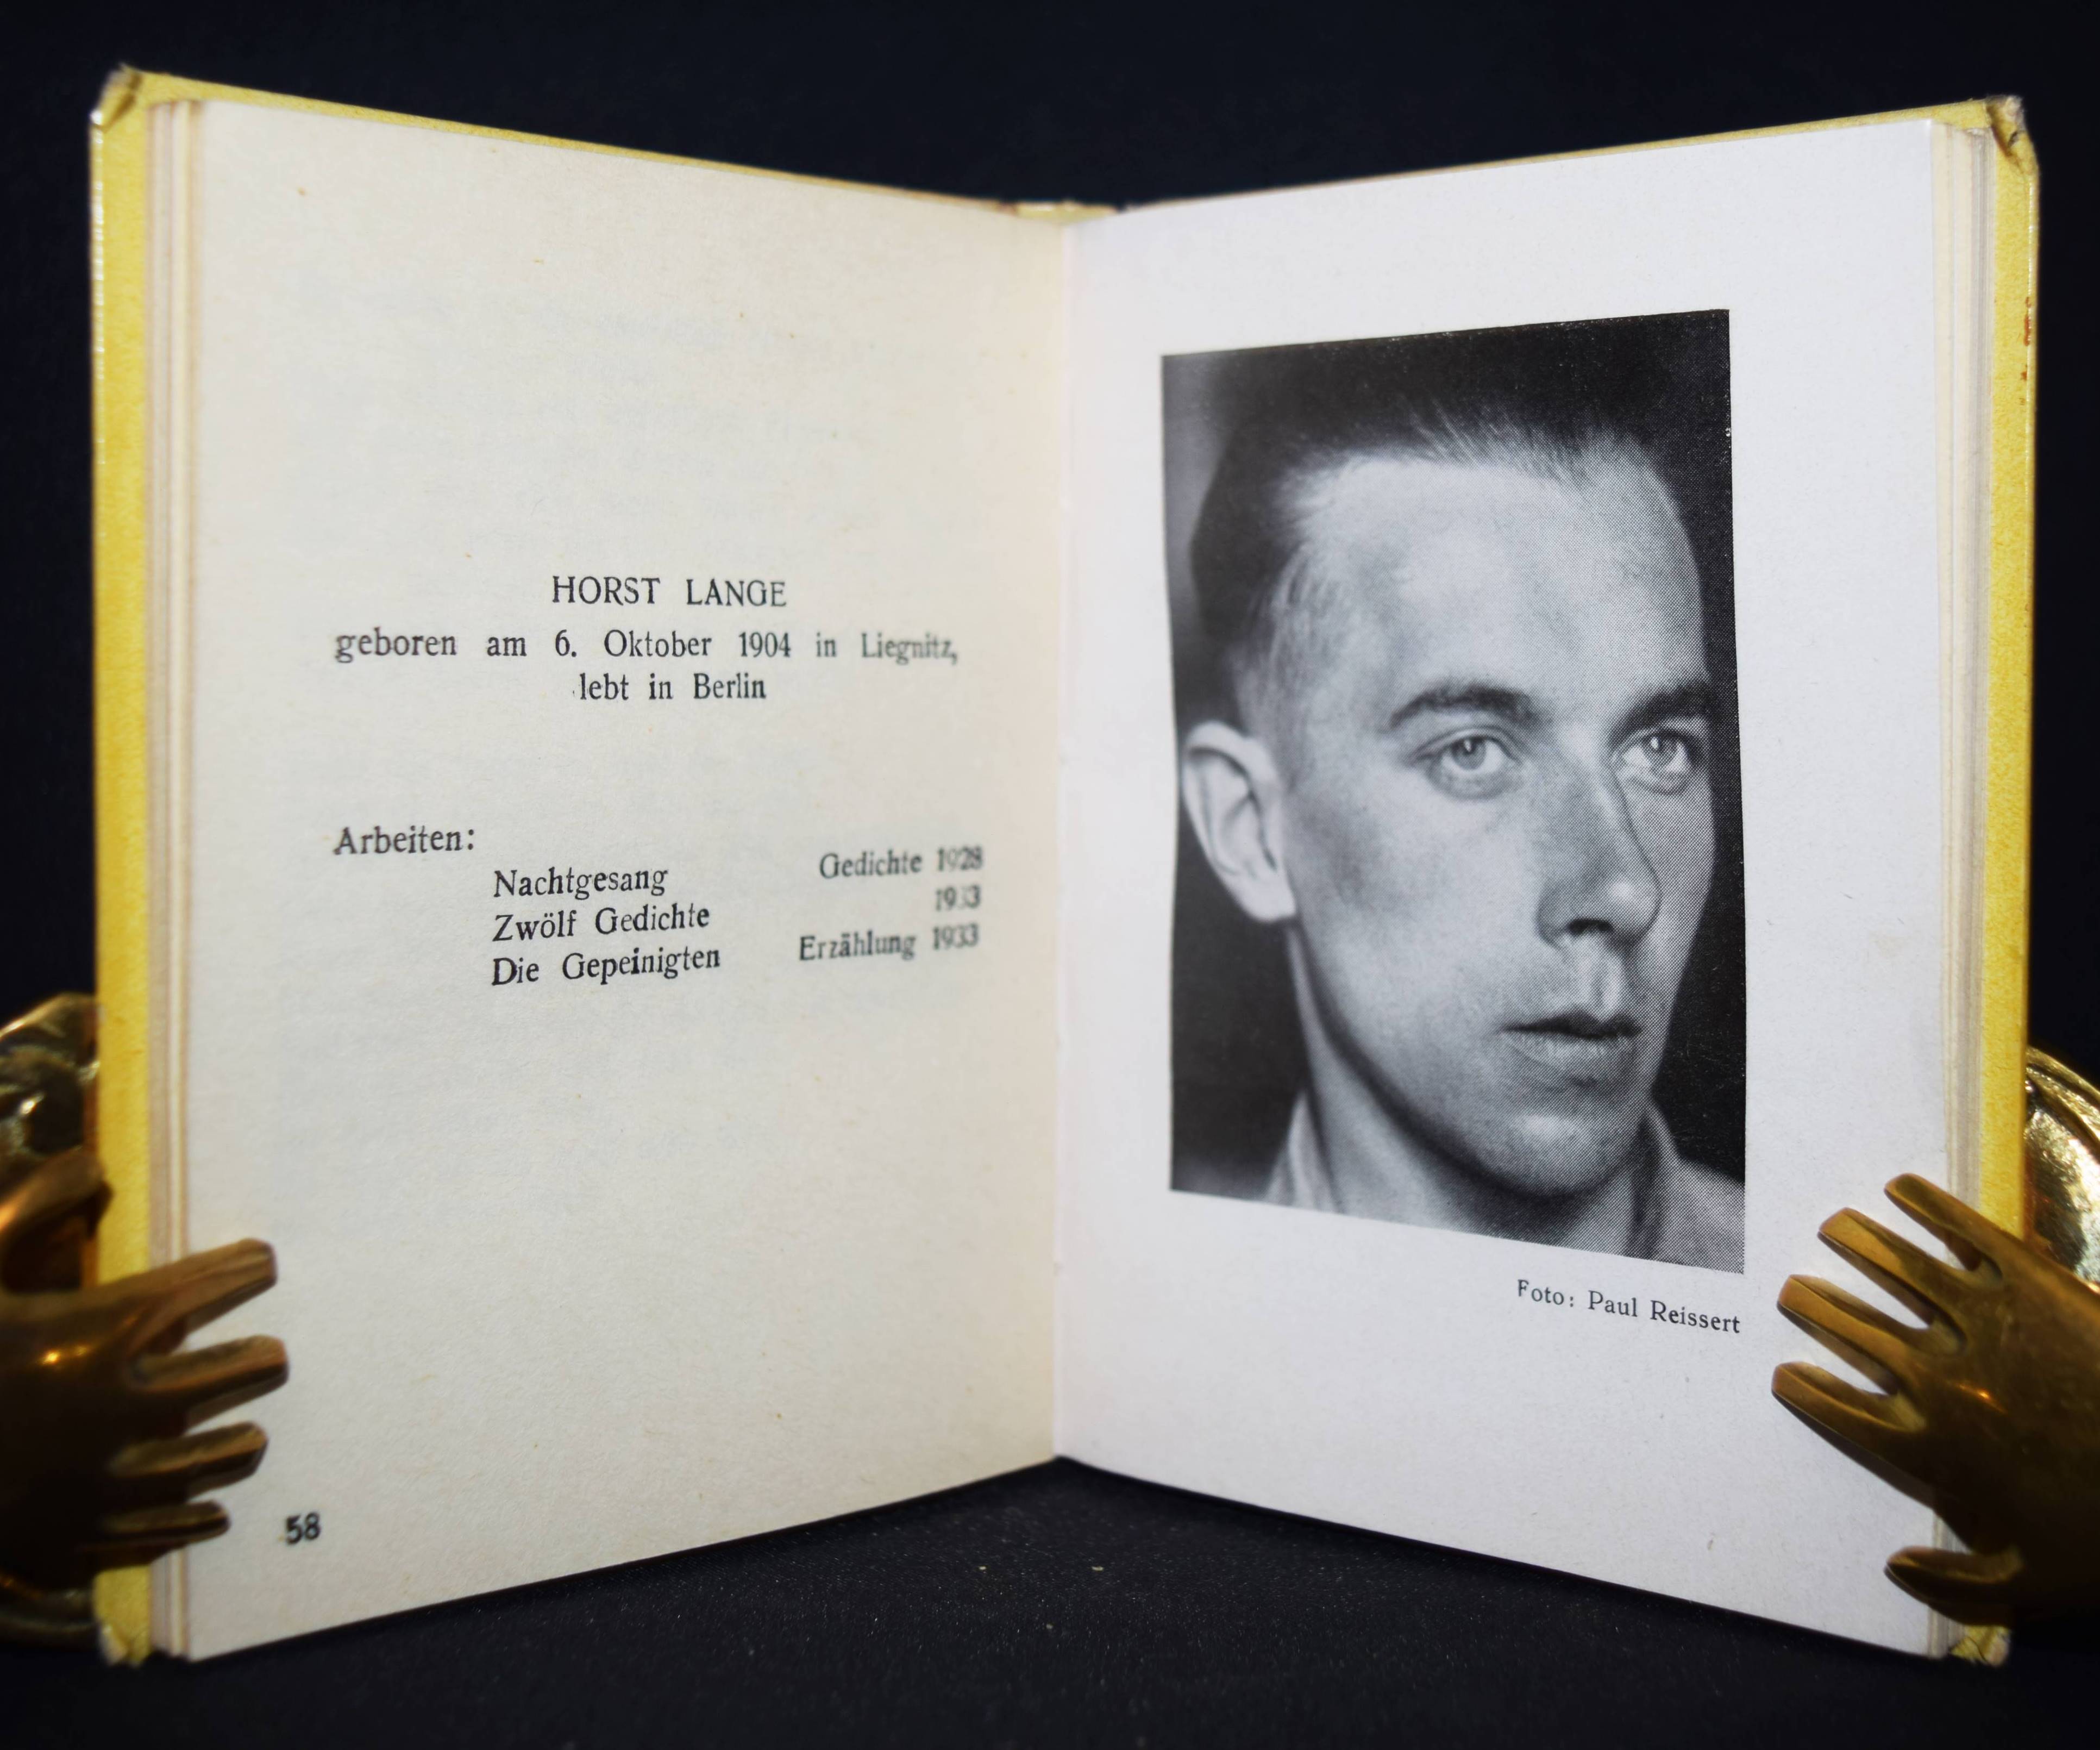 HORST LANGE
geboren am 6. Oktober 1904 in Liegnitz,
lebt in Berlin
Arbeiten:
Nachtgesang Gedichte 1928
Zwölf Gedichte 1933
Die Gepeinigten Erzählung 1933
58
Foto: Paul Reissert